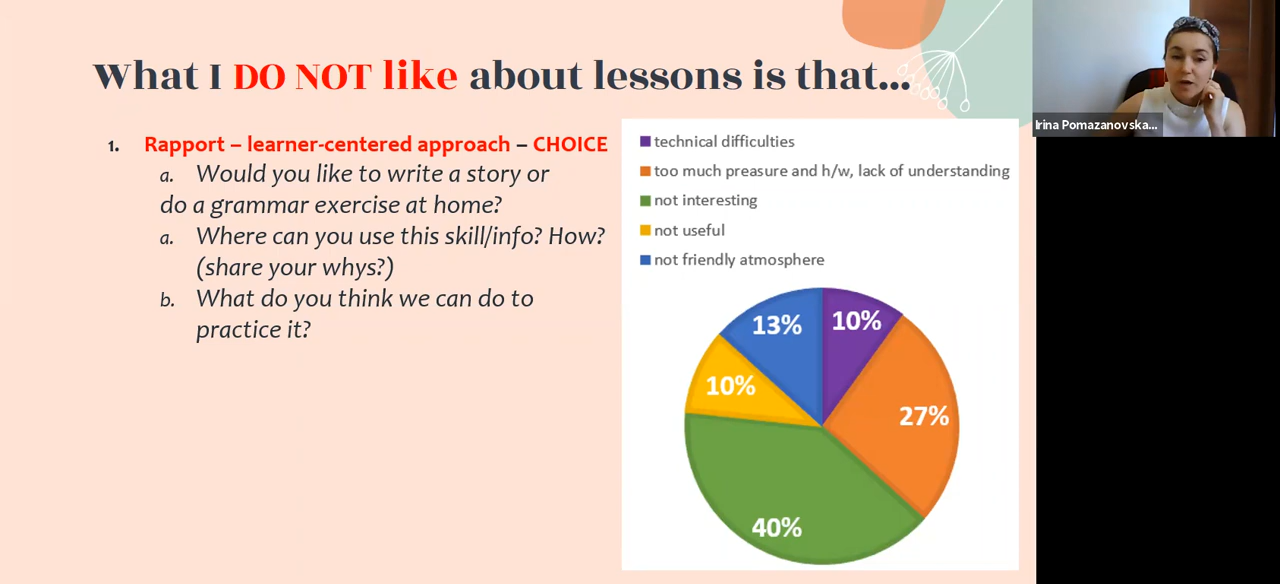 What I DO NOT like about lessons is that...
1. Rapport – learner-centered approach – CHOICE
a. Would you like to write a story or
do a grammar exercise at home?
a. Where can you use this skill/info? How?
(share your whys?)
b. What do you think we can do to
practice it?
technical difficulties
too much preasure and h/w, lack of understanding
not interesting
not useful
not friendly atmosphere
13%
10%
10%
27%
40%
Irina Pomazanovska...